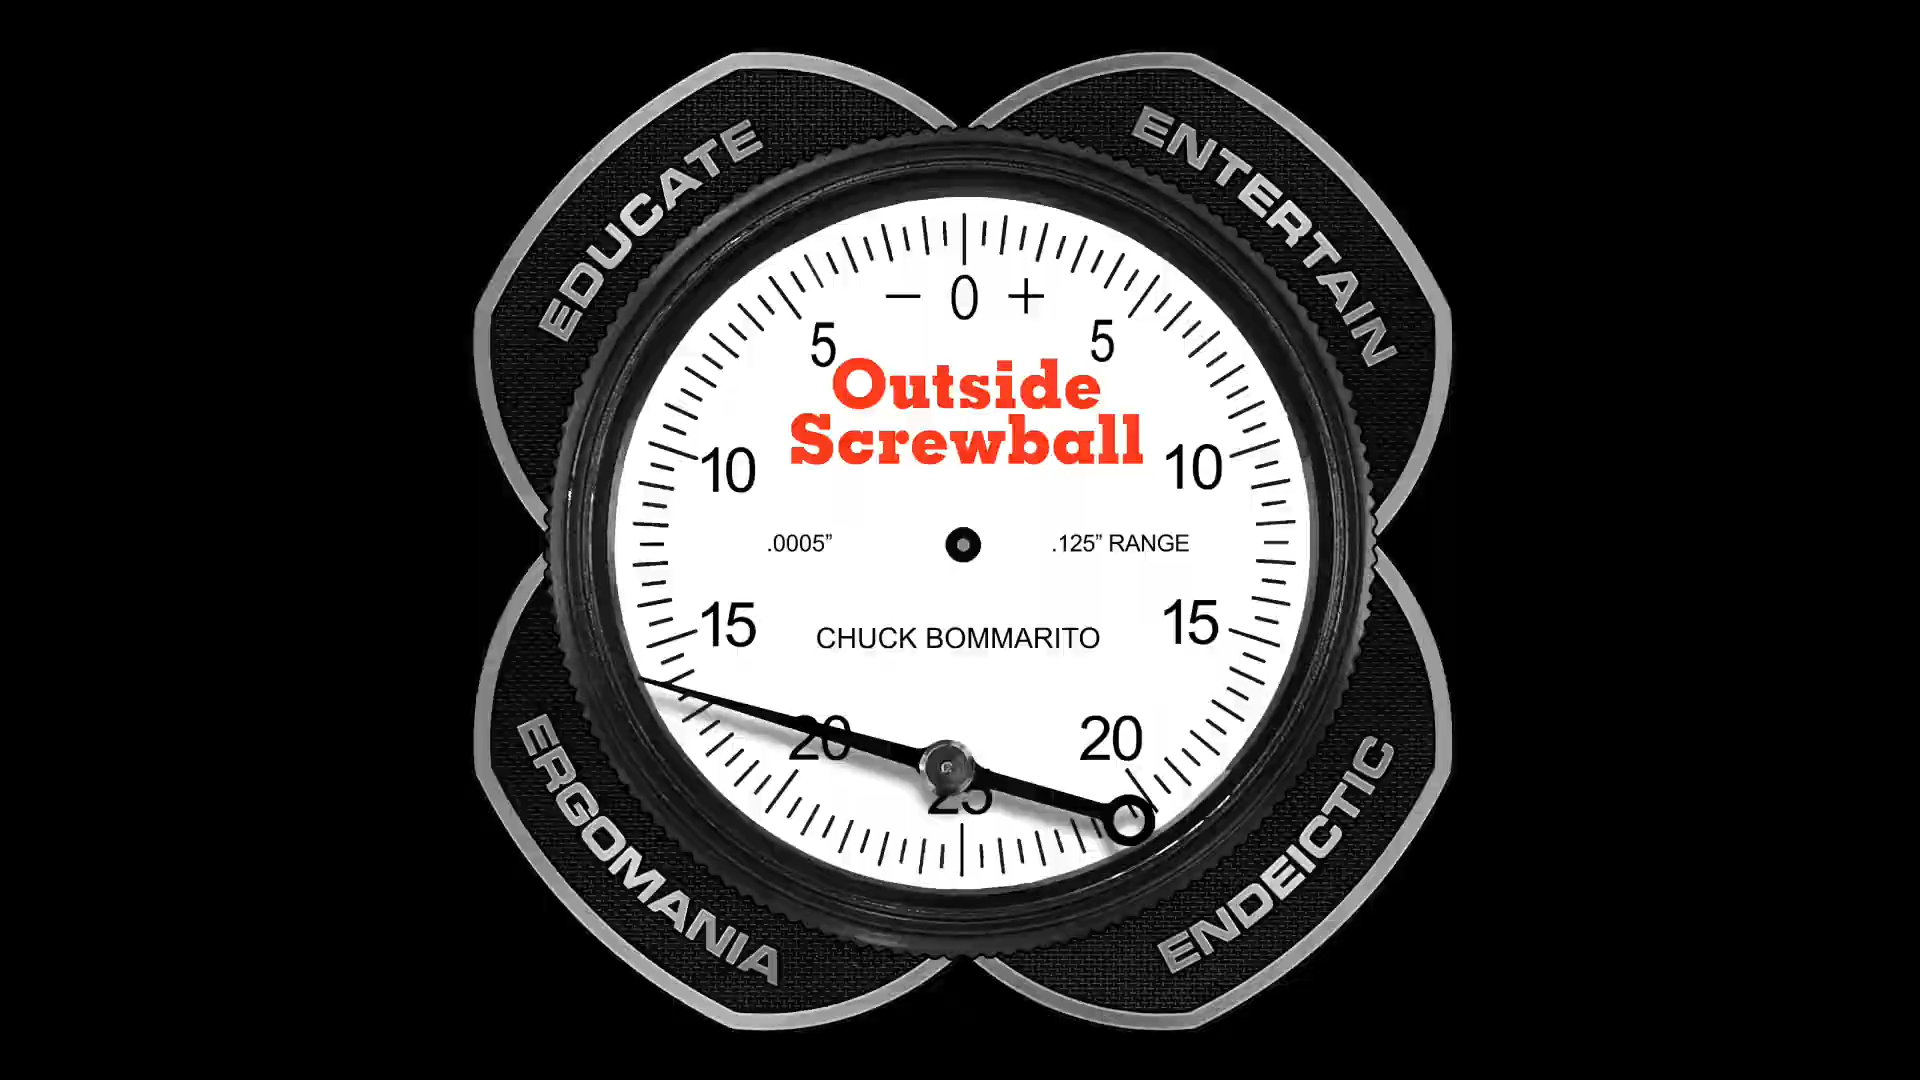 EDUCATE
ENTERTAIN
− 0 +
5 5
Outside
Screwball
10 10
.0005” .125” RANGE
15 15
CHUCK BOMMARITO
20 20
25
ERGOMANIA
ENDEICTIC